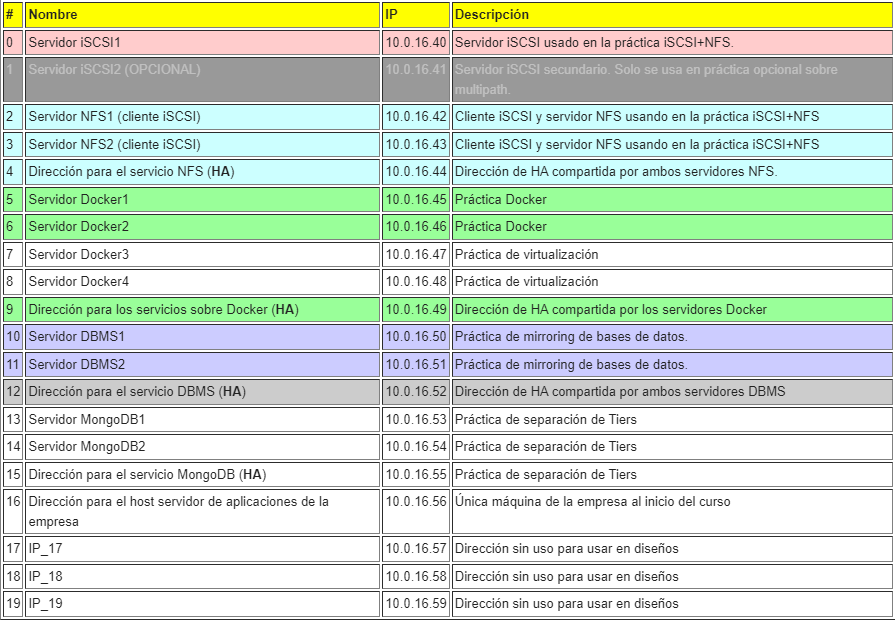 # Nombre IP Descripción
0 Servidor iSCSI1 10.0.16.40 Servidor iSCSI usado en la práctica iSCSI+NFS.
1 Servidor iSCSI2 (OPCIONAL) 10.0.16.41 Servidor iSCSI secundario. Solo se usa en práctica opcional sobre
multipath.
2 Servidor NFS1 (cliente iSCSI) 10.0.16.42 Cliente iSCSI y servidor NFS usando en la práctica iSCSI+NFS
3 Servidor NFS2 (cliente iSCSI) 10.0.16.43 Cliente iSCSI y servidor NFS usando en la práctica iSCSI+NFS
4 Dirección para el servicio NFS (HA) 10.0.16.44 Dirección de HA compartida por ambos servidores NFS.
5 Servidor Docker1 10.0.16.45 Práctica Docker
6 Servidor Docker2 10.0.16.46 Práctica Docker
7 Servidor Docker3 10.0.16.47 Práctica de virtualización
8 Servidor Docker4 10.0.16.48 Práctica de virtualización
9 Dirección para los servicios sobre Docker (HA) 10.0.16.49 Dirección de HA compartida por los servidores Docker
10 Servidor DBMS1 10.0.16.50 Práctica de mirroring de bases de datos.
11 Servidor DBMS2 10.0.16.51 Práctica de mirroring de bases de datos.
12 Dirección para el servicio DBMS (HA) 10.0.16.52 Dirección de HA compartida por ambos servidores DBMS
13 Servidor MongoDB1 10.0.16.53 Práctica de separación de Tiers
14 Servidor MongoDB2 10.0.16.54 Práctica de separación de Tiers
15 Dirección para el servicio MongoDB (HA) 10.0.16.55 Práctica de separación de Tiers
16 Dirección para el host servidor de aplicaciones de la 10.0.16.56 Única máquina de la empresa al inicio del curso
empresa
17 IP_17 10.0.16.57 Dirección sin uso para usar en diseños
18 IP_18 10.0.16.58 Dirección sin uso para usar en diseños
19 IP_19 10.0.16.59 Dirección sin uso para usar en diseños